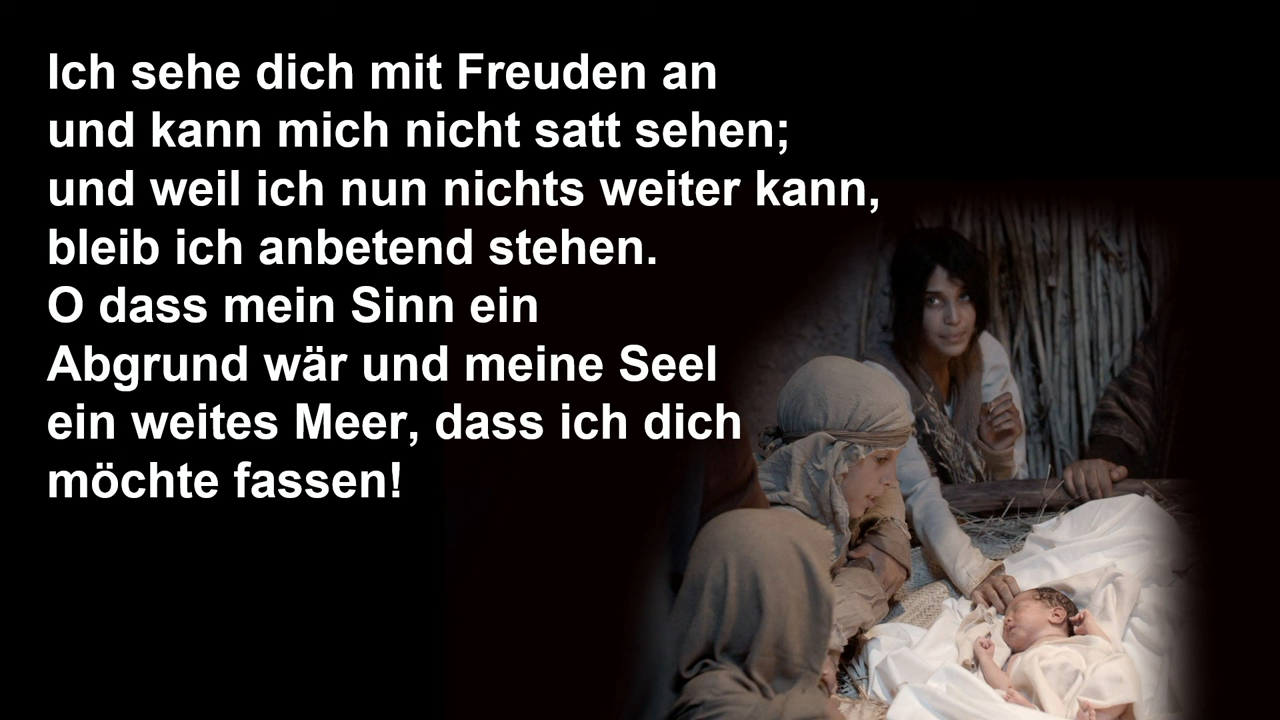 Ich sehe dich mit Freuden an
und kann mich nicht satt sehen;
und weil ich nun nichts weiter kann,
bleib ich anbetend stehen.
O dass mein Sinn ein
Abgrund wär und meine Seel
ein weites Meer, dass ich dich
möchte fassen!